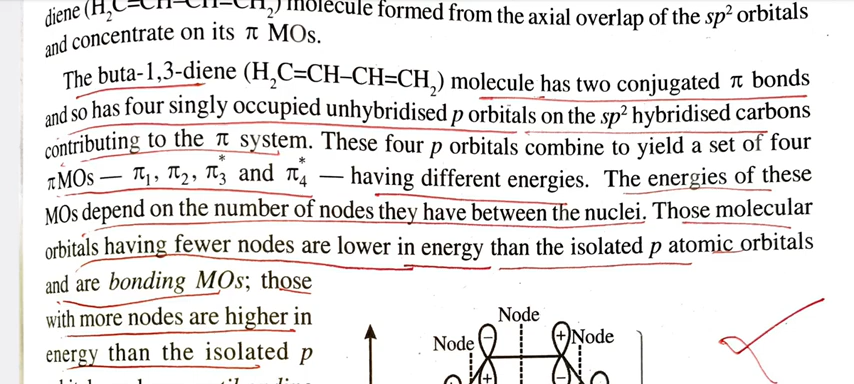 diene (H₂C=CH–CH=CH₂) molecule formed from the axial overlap of the sp² orbitals
and concentrate on its π MOs.
The buta-1,3-diene (H₂C=CH–CH=CH₂) molecule has two conjugated π bonds
and so has four singly occupied unhybridised p orbitals on the sp² hybridised carbons
contributing to the π system. These four p orbitals combine to yield a set of four
πMOs — π₁, π₂, π₃* and π₄* — having different energies. The energies of these
MOs depend on the number of nodes they have between the nuclei. Those molecular
orbitals having fewer nodes are lower in energy than the isolated p atomic orbitals
and are bonding MOs; those
with more nodes are higher in
energy than the isolated p
Node
Node
Node
–
+
+
–